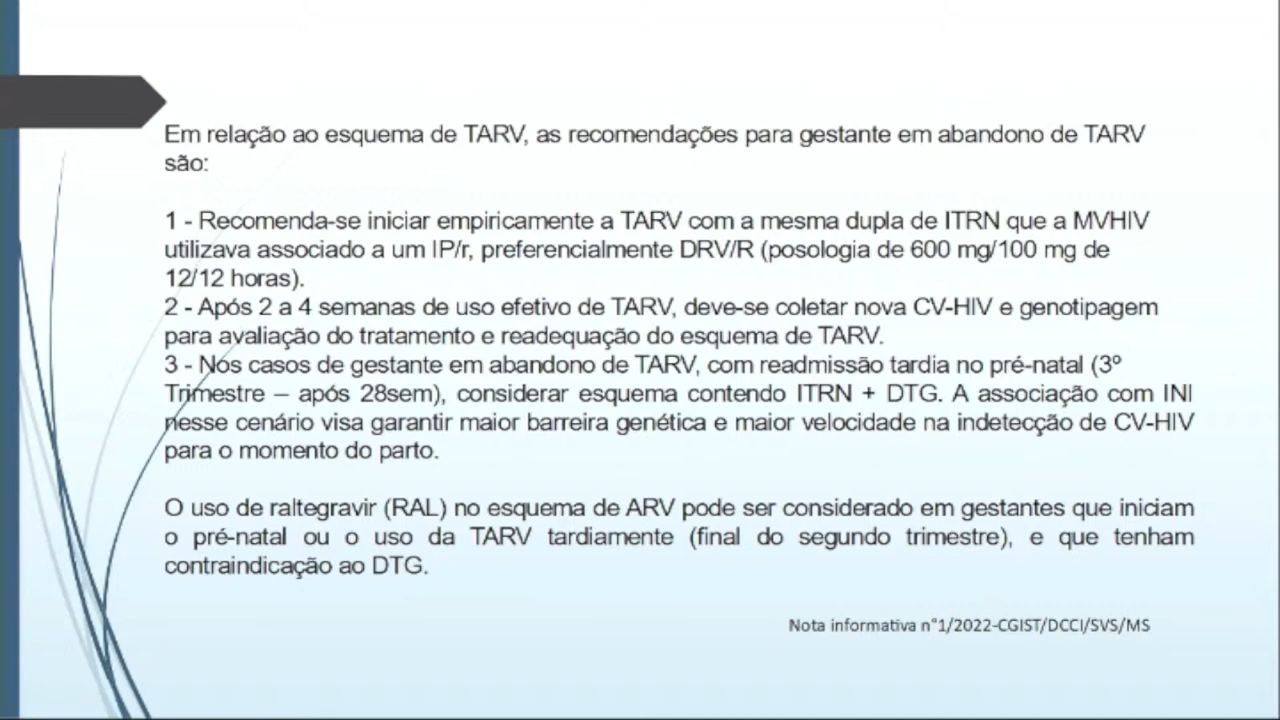 Em relação ao esquema de TARV, as recomendações para gestante em abandono de TARV
são:
1 - Recomenda-se iniciar empiricamente a TARV com a mesma dupla de ITRN que a MVHIV
utilizava associado a um IP/r, preferencialmente DRV/R (posologia de 600 mg/100 mg de
12/12 horas).
2 - Após 2 a 4 semanas de uso efetivo de TARV, deve-se coletar nova CV-HIV e genotipagem
para avaliação do tratamento e readequação do esquema de TARV.
3 - Nos casos de gestante em abandono de TARV, com readmissão tardia no pré-natal (3º
Trimestre – após 28sem), considerar esquema contendo ITRN + DTG. A associação com INI
nesse cenário visa garantir maior barreira genética e maior velocidade na indetecção de CV-HIV
para o momento do parto.
O uso de raltegravir (RAL) no esquema de ARV pode ser considerado em gestantes que iniciam
o pré-natal ou o uso da TARV tardiamente (final do segundo trimestre), e que tenham
contraindicação ao DTG.
Nota informativa n°1/2022-CGIST/DCCI/SVS/MS